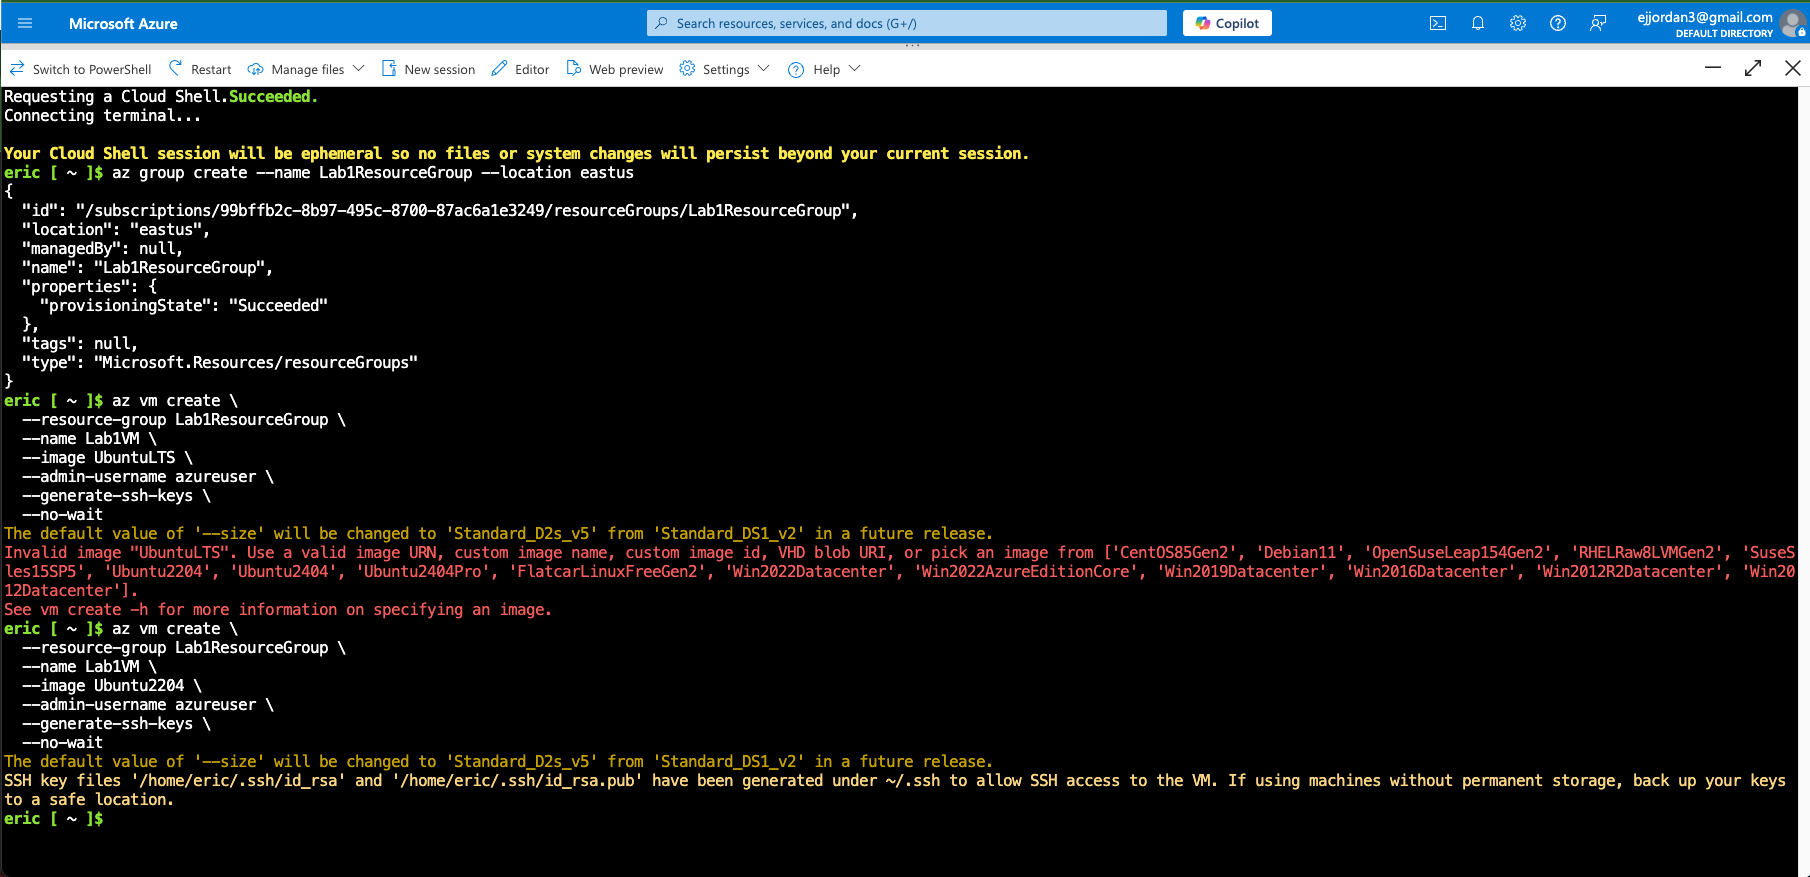 Microsoft Azure
Search resources, services, and docs (G+/)
Copilot
ejjordan3@gmail.com
DEFAULT DIRECTORY
Switch to PowerShell Restart Manage files New session Editor Web preview Settings Help
Requesting a Cloud Shell.Succeeded.
Connecting terminal...
Your Cloud Shell session will be ephemeral so no files or system changes will persist beyond your current session.
eric [ ~ ]$ az group create --name Lab1ResourceGroup --location eastus
{
  "id": "/subscriptions/99bffb2c-8b97-495c-8700-87ac6a1e3249/resourceGroups/Lab1ResourceGroup",
  "location": "eastus",
  "managedBy": null,
  "name": "Lab1ResourceGroup",
  "properties": {
    "provisioningState": "Succeeded"
  },
  "tags": null,
  "type": "Microsoft.Resources/resourceGroups"
}
eric [ ~ ]$ az vm create \
  --resource-group Lab1ResourceGroup \
  --name Lab1VM \
  --image UbuntuLTS \
  --admin-username azureuser \
  --generate-ssh-keys \
  --no-wait
The default value of '--size' will be changed to 'Standard_D2s_v5' from 'Standard_DS1_v2' in a future release.
Invalid image "UbuntuLTS". Use a valid image URN, custom image name, custom image id, VHD blob URI, or pick an image from ['CentOS85Gen2', 'Debian11', 'OpenSuseLeap154Gen2', 'RHELRaw8LVMGen2', 'SuseS
les15SP5', 'Ubuntu2204', 'Ubuntu2404', 'Ubuntu2404Pro', 'FlatcarLinuxFreeGen2', 'Win2022Datacenter', 'Win2022AzureEditionCore', 'Win2019Datacenter', 'Win2016Datacenter', 'Win2012R2Datacenter', 'Win20
12Datacenter'].
See vm create -h for more information on specifying an image.
eric [ ~ ]$ az vm create \
  --resource-group Lab1ResourceGroup \
  --name Lab1VM \
  --image Ubuntu2204 \
  --admin-username azureuser \
  --generate-ssh-keys \
  --no-wait
The default value of '--size' will be changed to 'Standard_D2s_v5' from 'Standard_DS1_v2' in a future release.
SSH key files '/home/eric/.ssh/id_rsa' and '/home/eric/.ssh/id_rsa.pub' have been generated under ~/.ssh to allow SSH access to the VM. If using machines without permanent storage, back up your keys
to a safe location.
eric [ ~ ]$